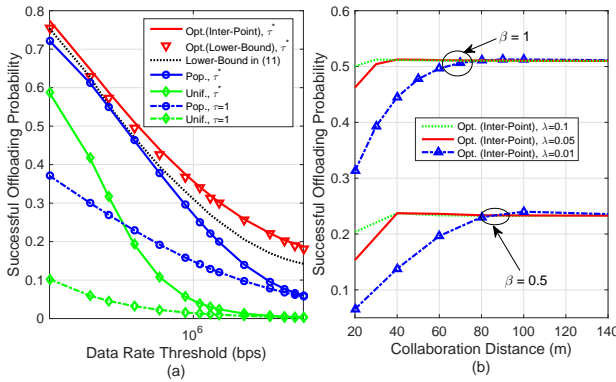 0.8
0.7
0.6
0.5
0.4
0.3
0.2
0.1
0
Successful Offloading Probability
Opt.(Inter-Point), τ*
Opt.(Lower-Bound), τ*
Lower-Bound in (11)
Pop., τ*
Unif., τ*
Pop., τ=1
Unif., τ=1
10^6
Data Rate Threshold (bps)
(a)
0.6
0.5
0.4
0.3
0.2
0.1
Successful Offloading Probability
β = 1
Opt. (Inter-Point), λ=0.1
Opt. (Inter-Point), λ=0.05
Opt. (Inter-Point), λ=0.01
β = 0.5
20 40 60 80 100 120 140
Collaboration Distance (m)
(b)